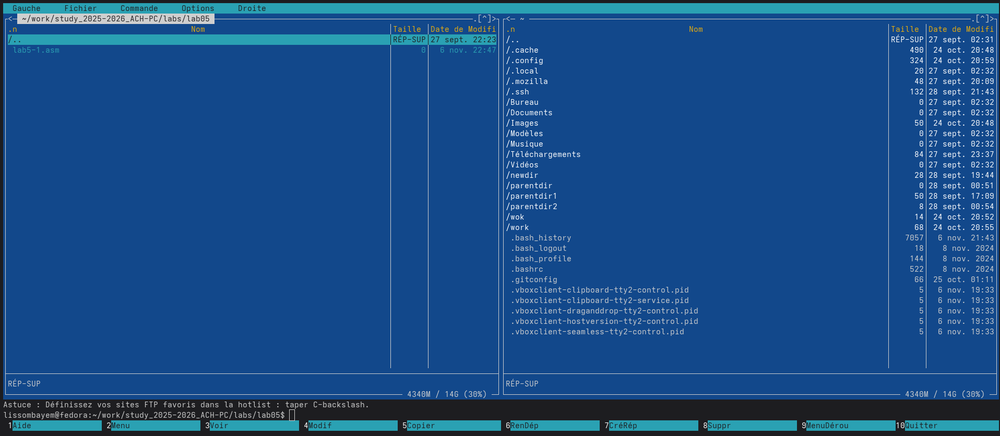 Gauche Fichier Commande Options Droite
<─ ~/work/study_2025-2026_ACH-PC/labs/lab05 .[^]>
.n Nom Taille Date de Modifi
/.. RÉP-SUP 27 sept. 22:23
lab5-1.asm 0 6 nov. 22:47
RÉP-SUP
4340M / 14G (30%)
<─ ~ .[^]>
.n Nom Taille Date de Modifi
/.. RÉP-SUP 27 sept. 02:31
/.cache 490 24 oct. 20:48
/.config 324 24 oct. 20:59
/.local 20 27 sept. 02:32
/.mozilla 48 27 sept. 20:09
/.ssh 132 28 sept. 21:43
/Bureau 0 27 sept. 02:32
/Documents 0 27 sept. 02:32
/Images 50 24 oct. 20:48
/Modèles 0 27 sept. 02:32
/Musique 0 27 sept. 02:32
/Téléchargements 84 27 sept. 23:37
/Vidéos 0 27 sept. 02:32
/newdir 28 28 sept. 19:44
/parentdir 0 28 sept. 00:51
/parentdir1 50 28 sept. 17:09
/parentdir2 8 28 sept. 00:54
/wok 14 24 oct. 20:52
/work 68 24 oct. 20:55
.bash_history 7057 6 nov. 21:43
.bash_logout 18 8 nov. 2024
.bash_profile 144 8 nov. 2024
.bashrc 522 8 nov. 2024
.gitconfig 66 25 oct. 01:11
.vboxclient-clipboard-tty2-control.pid 5 6 nov. 19:33
.vboxclient-clipboard-tty2-service.pid 5 6 nov. 19:33
.vboxclient-draganddrop-tty2-control.pid 5 6 nov. 19:33
.vboxclient-hostversion-tty2-control.pid 5 6 nov. 19:33
.vboxclient-seamless-tty2-control.pid 5 6 nov. 19:33
RÉP-SUP
4340M / 14G (30%)
Astuce : Définissez vos sites FTP favoris dans la hotlist : taper C-backslash.
lissombayem@fedora:~/work/study_2025-2026_ACH-PC/labs/lab05$
1Aide 2Menu 3Voir 4Modif 5Copier 6RenDép 7CréRép 8Suppr 9MenuDérou 10Quitter